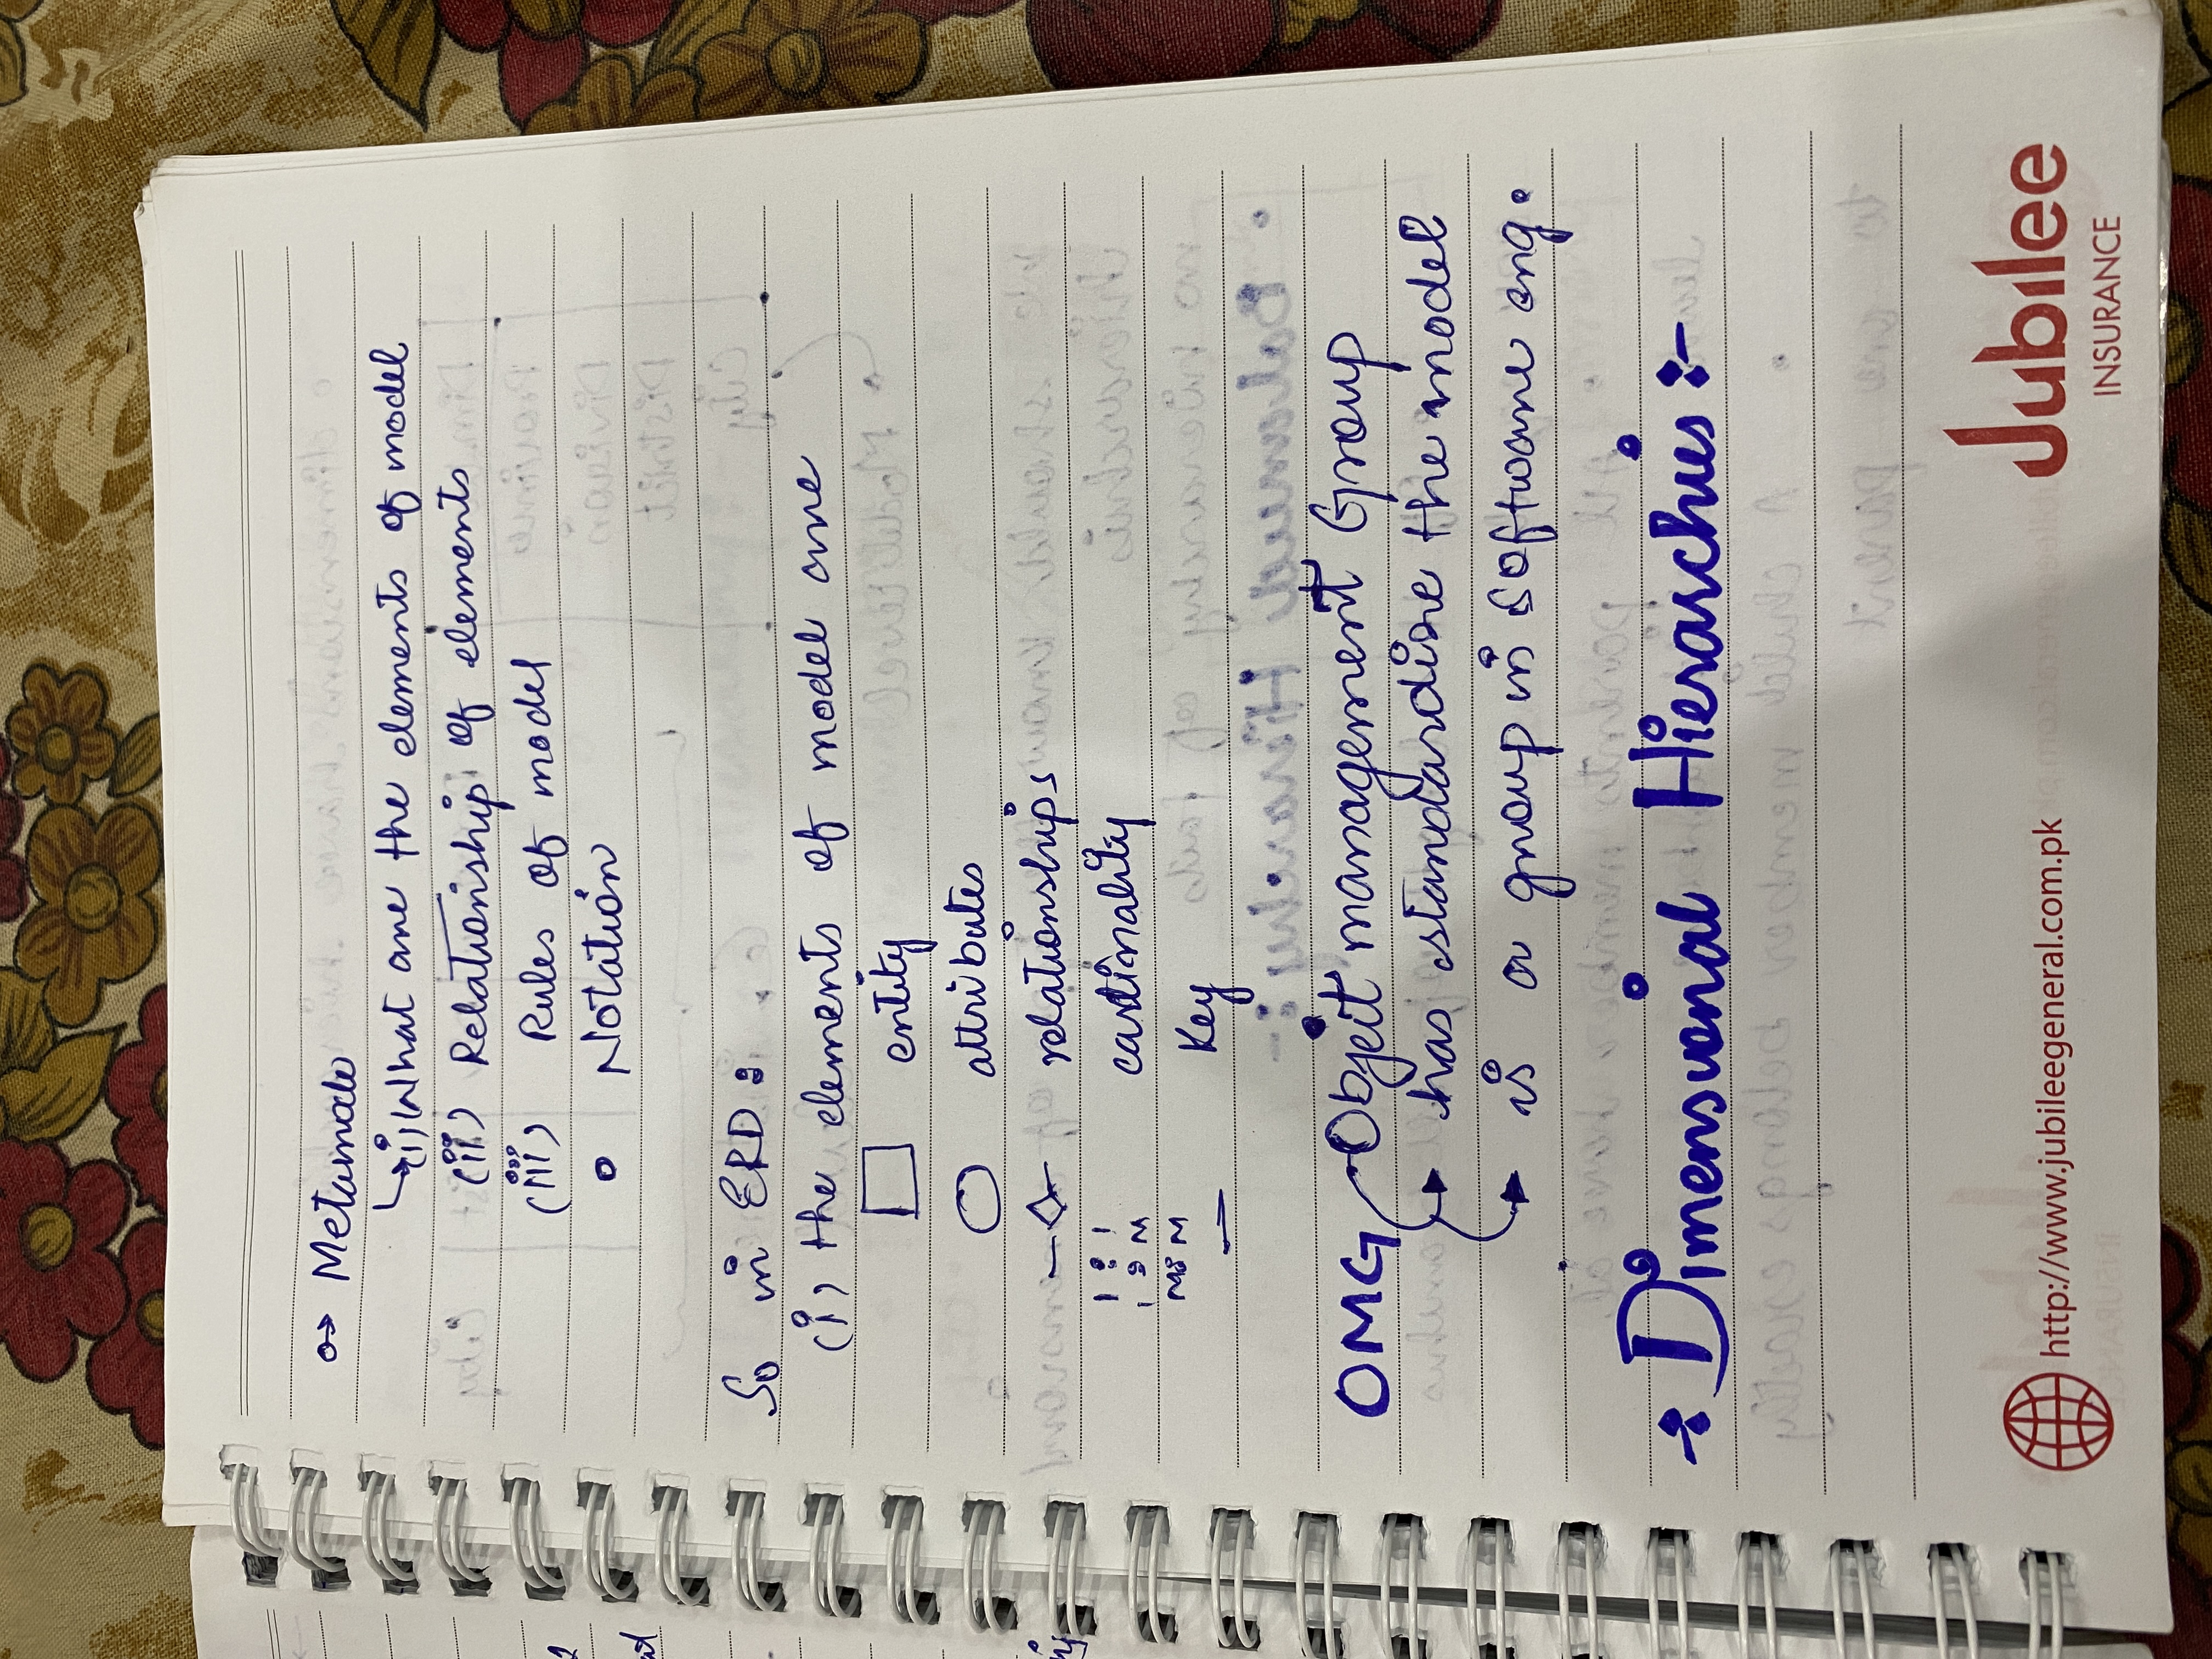 Metamode
(i) What are the elements of model
(ii) Relationship of elements
(iii) Rules of model
Notation
So in ERD :
(i) the elements of model are
entity
attributes
relationships
1 : 1
1 : M
cardinality
M : M
Key
OMG Object management Group
has standardize the model
is a group in Software eng.
-: Dimensional Hierarchies :-
http://www.jubileegeneral.com.pk
Jubilee
INSURANCE